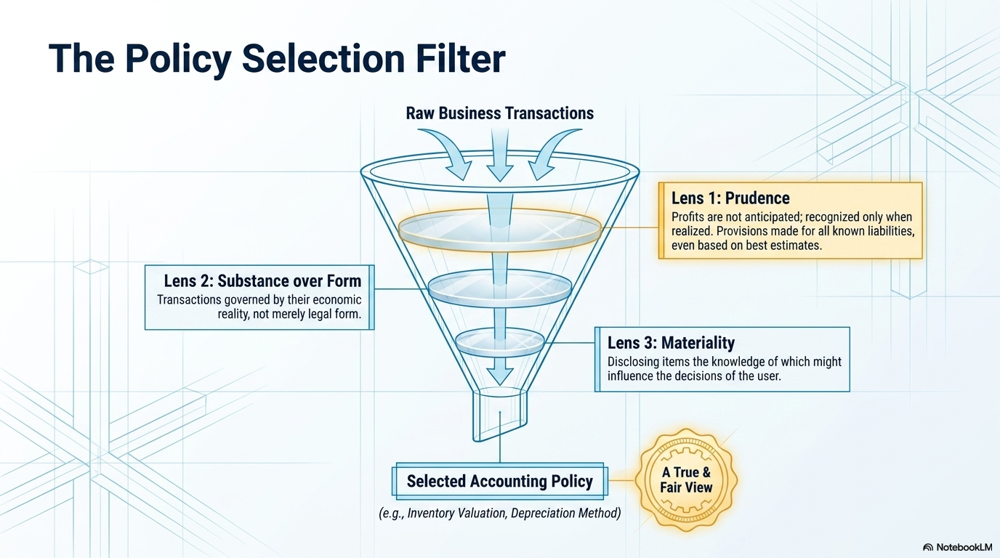 The Policy Selection Filter
Raw Business Transactions
Lens 1: Prudence
Profits are not anticipated; recognized only when
realized. Provisions made for all known liabilities,
even based on best estimates.
Lens 2: Substance over Form
Transactions governed by their economic
reality, not merely legal form.
Lens 3: Materiality
Disclosing items the knowledge of which might
influence the decisions of the user.
Selected Accounting Policy
(e.g., Inventory Valuation, Depreciation Method)
A True &
Fair View
NotebookLM